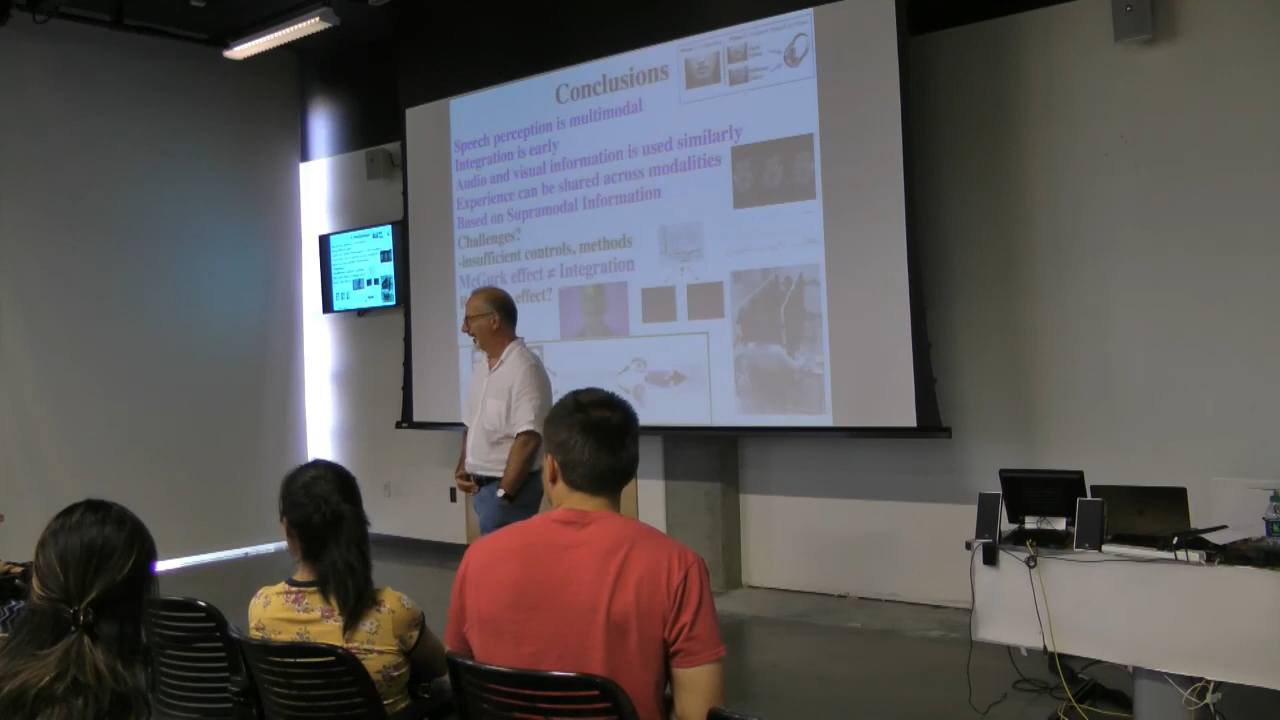 Conclusions
Speech perception is multimodal
Integration is early
Audio and visual information is used similarly
Experience can be shared across modalities
Based on Supramodal Information
Challenges?
-insufficient controls, methods
McGurk effect ≠ Integration
effect?